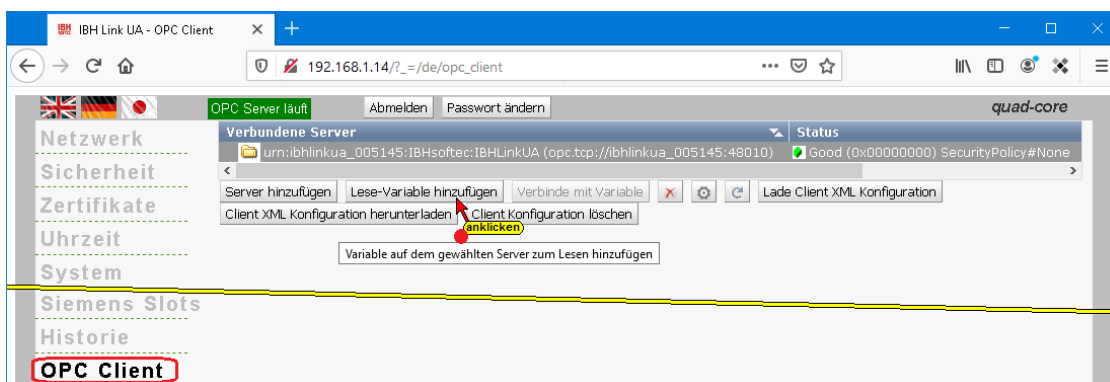 IBH Link UA - OPC Client
192.168.1.14/?_=/de/opc_client
OPC Server läuft Abmelden Passwort ändern quad-core
Netzwerk
Verbundene Server Status
urn:ibhlinkua_005145:IBHsoftec:IBHLinkUA (opc.tcp://ibhlinkua_005145:48010) Good (0x00000000) SecurityPolicy#None
Sicherheit
Server hinzufügen Lese-Variable hinzufügen Verbinde mit Variable Lade Client XML Konfiguration
Zertifikate
Client XML Konfiguration herunterladen Client Konfiguration löschen
anklicken
Uhrzeit
Variable auf dem gewählten Server zum Lesen hinzufügen
System
Siemens Slots
Historie
OPC Client